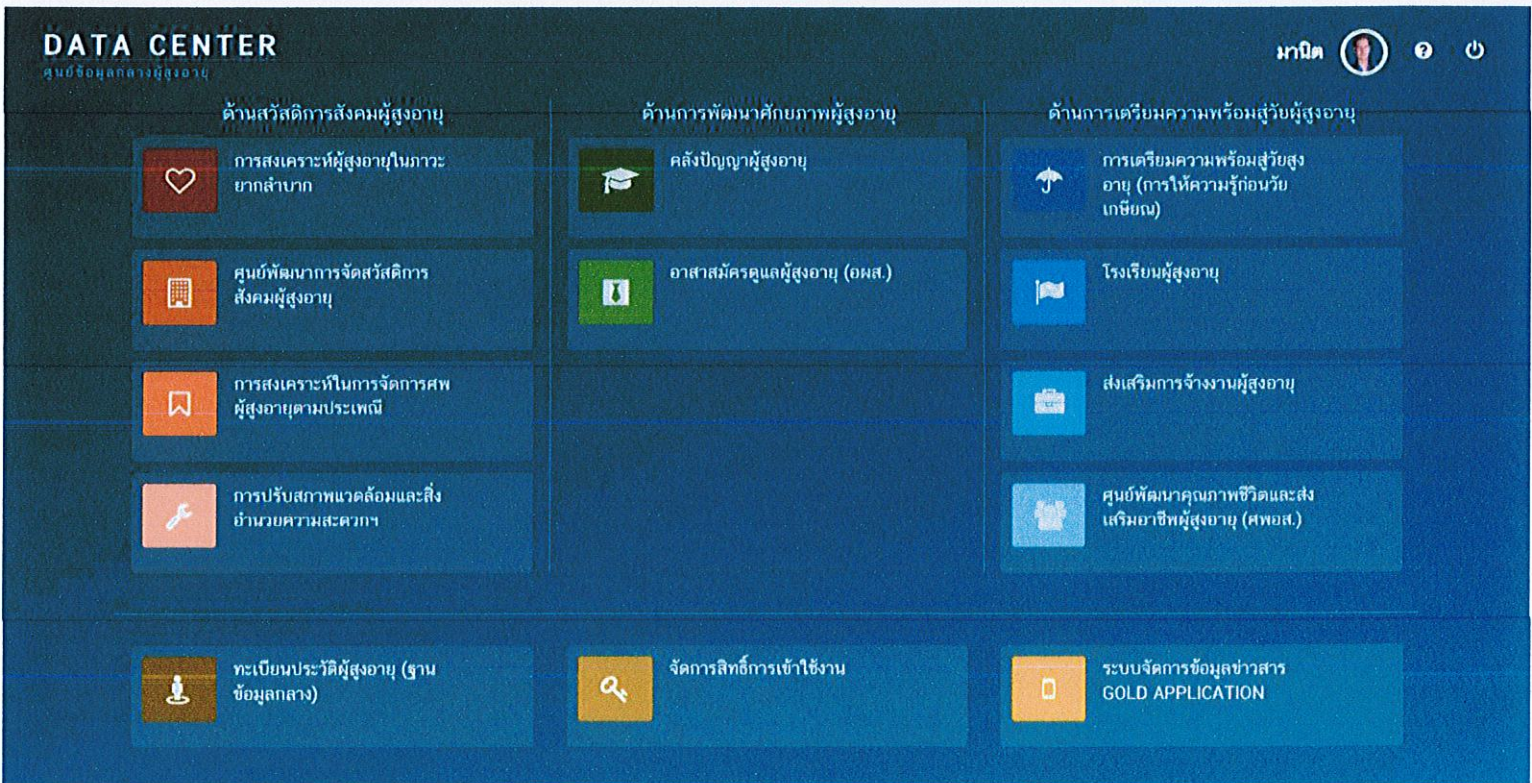 DATA CENTER
ศูนย์ข้อมูลกลางผู้สูงอายุ
มานิต
ด้านสวัสดิการสังคมผู้สูงอายุ
การสงเคราะห์ผู้สูงอายุในภาวะ
ยากลำบาก
ศูนย์พัฒนาการจัดสวัสดิการ
สังคมผู้สูงอายุ
การสงเคราะห์ในการจัดการศพ
ผู้สูงอายุตามประเพณี
การปรับสภาพแวดล้อมและสิ่ง
อำนวยความสะดวกฯ
ด้านการพัฒนาศักยภาพผู้สูงอายุ
คลังปัญญาผู้สูงอายุ
อาสาสมัครดูแลผู้สูงอายุ (อผส.)
ด้านการเตรียมความพร้อมสู่วัยผู้สูงอายุ
การเตรียมความพร้อมสู่วัยสูง
อายุ (การให้ความรู้ก่อนวัย
เกษียณ)
โรงเรียนผู้สูงอายุ
ส่งเสริมการจ้างงานผู้สูงอายุ
ศูนย์พัฒนาคุณภาพชีวิตและส่ง
เสริมอาชีพผู้สูงอายุ (ศพอส.)
ทะเบียนประวัติผู้สูงอายุ (ฐาน
ข้อมูลกลาง)
จัดการสิทธิ์การเข้าใช้งาน
ระบบจัดการข้อมูลข่าวสาร
GOLD APPLICATION